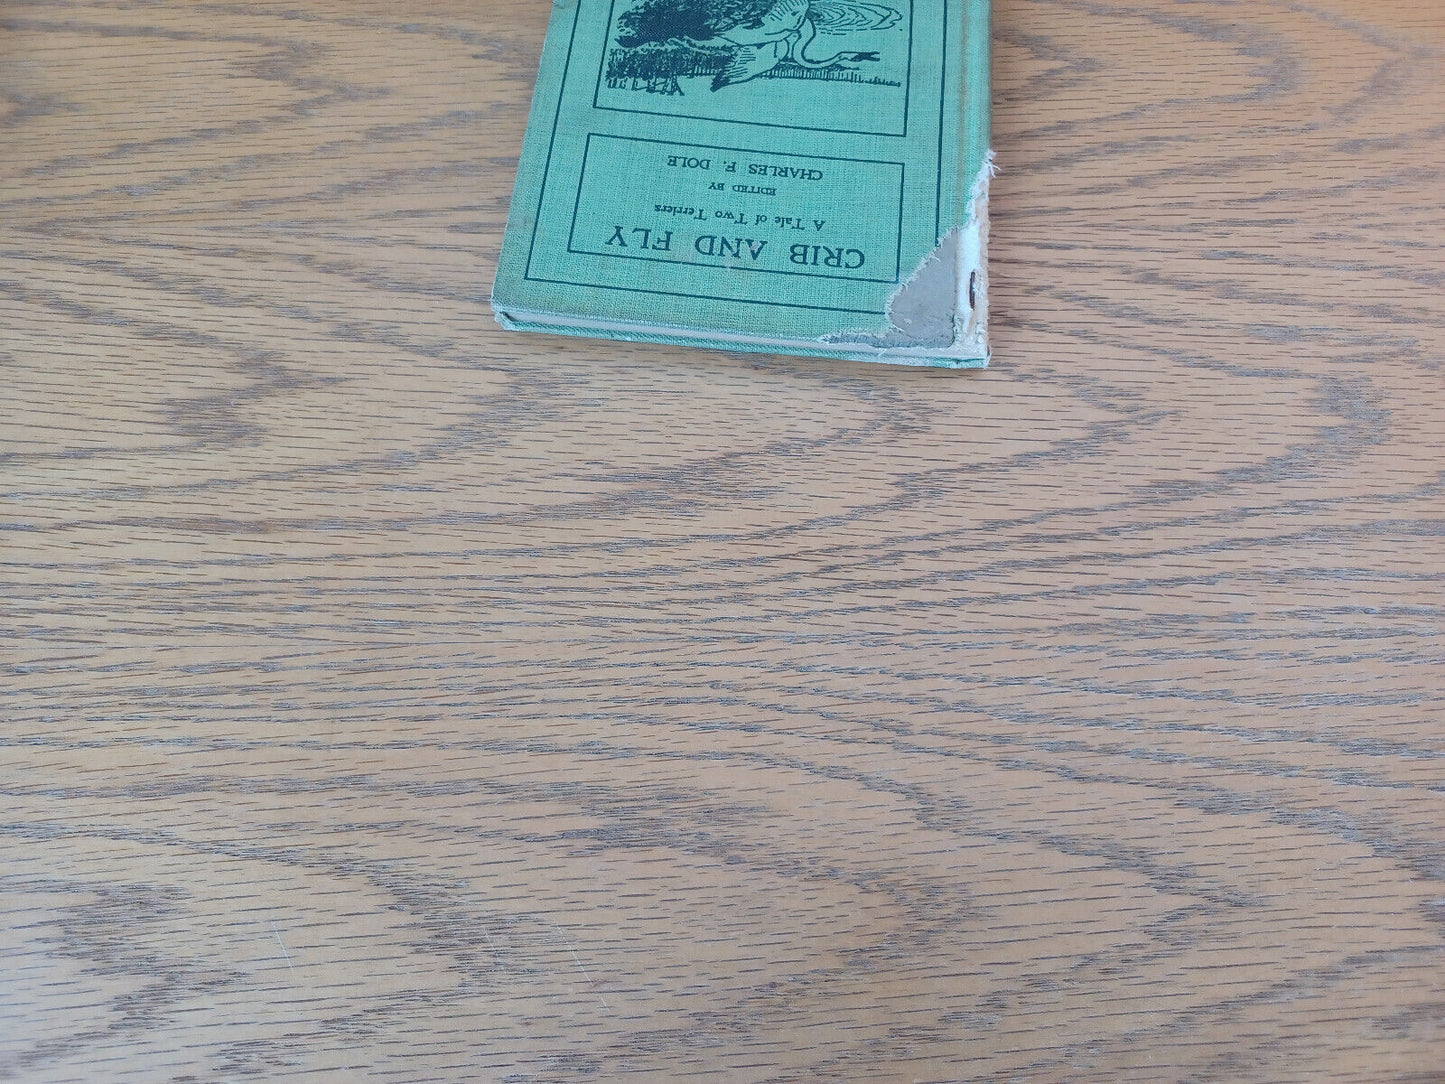 CRIB AND FLY
A Tale of Two Terriers
EDITED BY
CHARLES F. DOLE